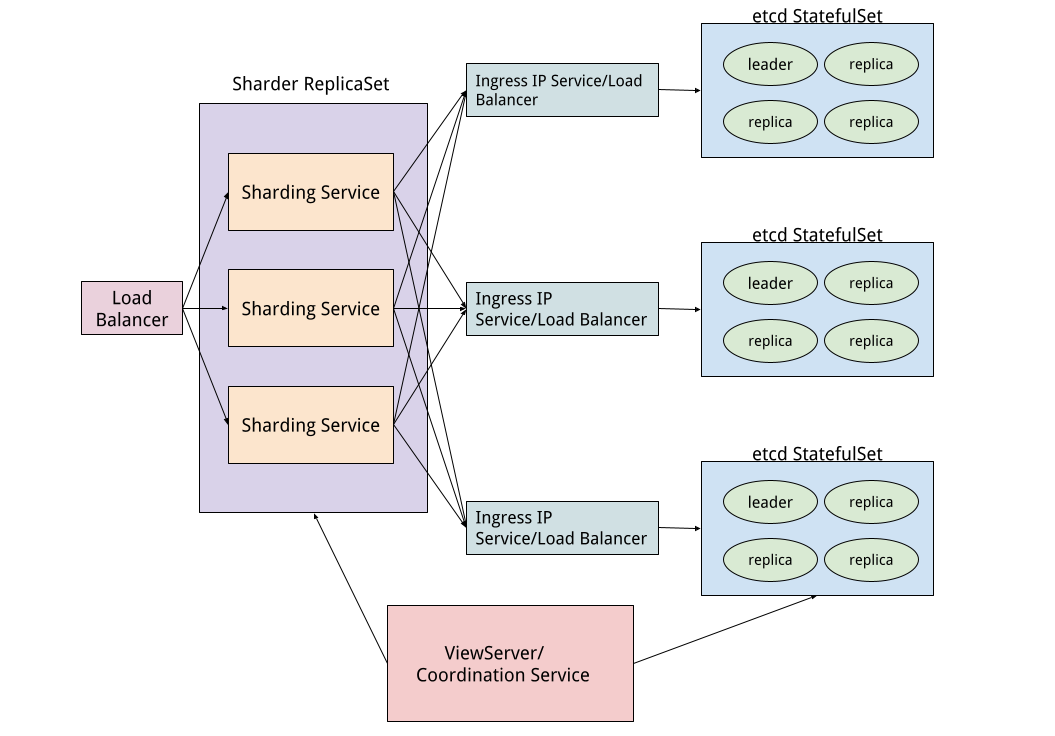 etcd StatefulSet
leader
replica
replica
replica
Sharder ReplicaSet
Ingress IP Service/Load
Balancer
Sharding Service
Sharding Service
Sharding Service
Load
Balancer
Ingress IP
Service/Load Balancer
etcd StatefulSet
leader
replica
replica
replica
Ingress IP
Service/Load Balancer
etcd StatefulSet
leader
replica
replica
replica
ViewServer/
Coordination Service